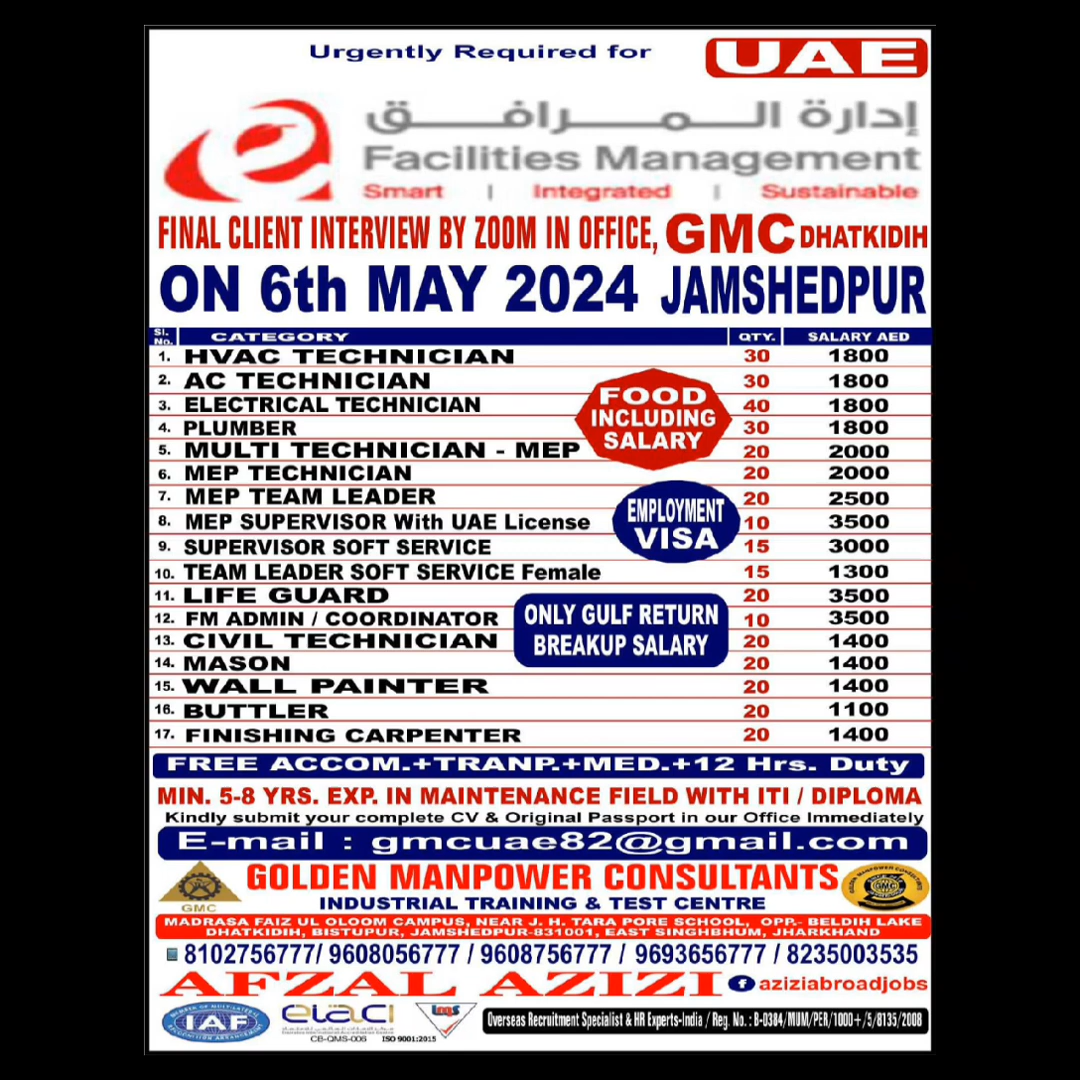 Urgently Required for UAE
إدارة المرافق
Facilities Management
Smart | Integrated | Sustainable
FINAL CLIENT INTERVIEW BY ZOOM IN OFFICE, GMC DHATKIDIH
ON 6th MAY 2024 JAMSHEDPUR
Sl. No. CATEGORY QTY. SALARY AED
1. HVAC TECHNICIAN 30 1800
2. AC TECHNICIAN 30 1800
3. ELECTRICAL TECHNICIAN 40 1800
4. PLUMBER 30 1800
5. MULTI TECHNICIAN - MEP 20 2000
6. MEP TECHNICIAN 20 2000
7. MEP TEAM LEADER 20 2500
8. MEP SUPERVISOR With UAE License 10 3500
9. SUPERVISOR SOFT SERVICE 15 3000
10. TEAM LEADER SOFT SERVICE Female 15 1300
11. LIFE GUARD 20 3500
12. FM ADMIN / COORDINATOR 10 3500
13. CIVIL TECHNICIAN 20 1400
14. MASON 20 1400
15. WALL PAINTER 20 1400
16. BUTTLER 20 1100
17. FINISHING CARPENTER 20 1400
FOOD
INCLUDING
SALARY
EMPLOYMENT
VISA
ONLY GULF RETURN
BREAKUP SALARY
FREE ACCOM.+TRANP.+MED.+12 Hrs. Duty
MIN. 5-8 YRS. EXP. IN MAINTENANCE FIELD WITH ITI / DIPLOMA
Kindly submit your complete CV & Original Passport in our Office Immediately
E-mail : gmcuae82@gmail.com
GMC
GOLDEN MANPOWER CONSULTANTS
INDUSTRIAL TRAINING & TEST CENTRE
GOLDEN MANPOWER CONSULTANTS
GMC
MADRASA FAIZ UL OLOOM CAMPUS, NEAR J. H. TARA PORE SCHOOL, OPP.- BELDIH LAKE
DHATKIDIH, BISTUPUR, JAMSHEDPUR-831001, EAST SINGHBHUM, JHARKHAND
8102756777/ 9608056777 / 9608756777 / 9693656777 / 8235003535
AFZAL AZIZI f aziziabroadjobs
IAF
eiaci
CB-QMS-006
ISO 9001:2015
Overseas Recruitment Specialist & HR Experts-India / Reg. No. : B-0384/MUM/PER/1000+/5/8135/2008